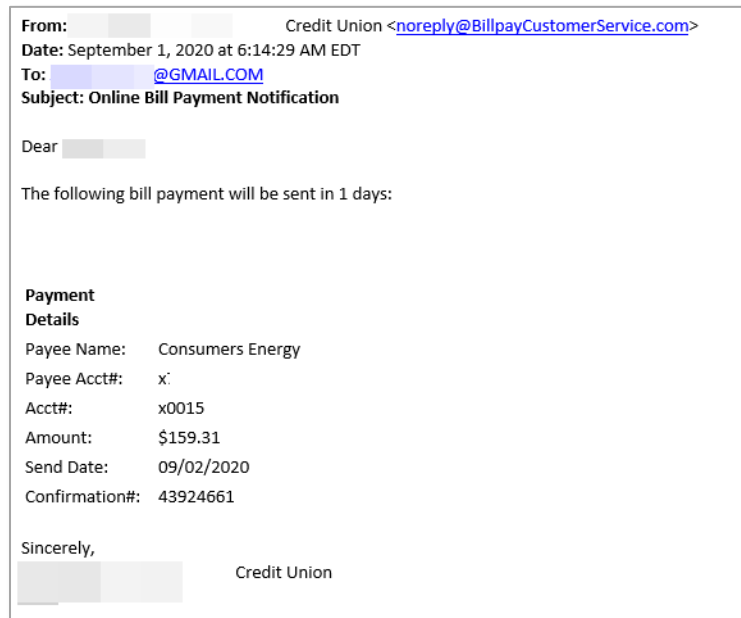 From: Credit Union <noreply@BillpayCustomerService.com>
Date: September 1, 2020 at 6:14:29 AM EDT
To: @GMAIL.COM
Subject: Online Bill Payment Notification
Dear
The following bill payment will be sent in 1 days:
Payment
Details
Payee Name: Consumers Energy
Payee Acct#: x
Acct#: x0015
Amount: $159.31
Send Date: 09/02/2020
Confirmation#: 43924661
Sincerely,
Credit Union